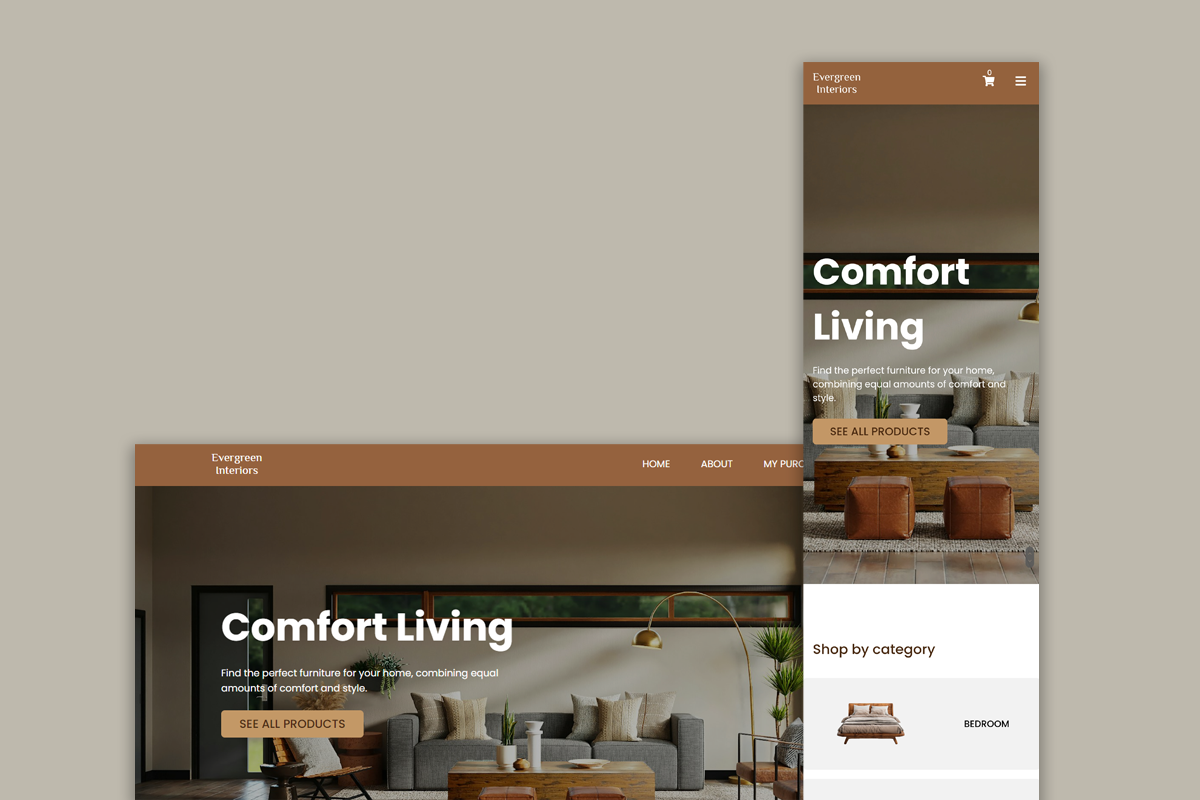 Evergreen
Interiors
0
Comfort
Living
Find the perfect furniture for your home,
combining equal amounts of comfort and
style.
SEE ALL PRODUCTS
Shop by category
BEDROOM
Evergreen
Interiors
HOME
ABOUT
MY PURC
Comfort Living
Find the perfect furniture for your home, combining equal
amounts of comfort and style.
SEE ALL PRODUCTS